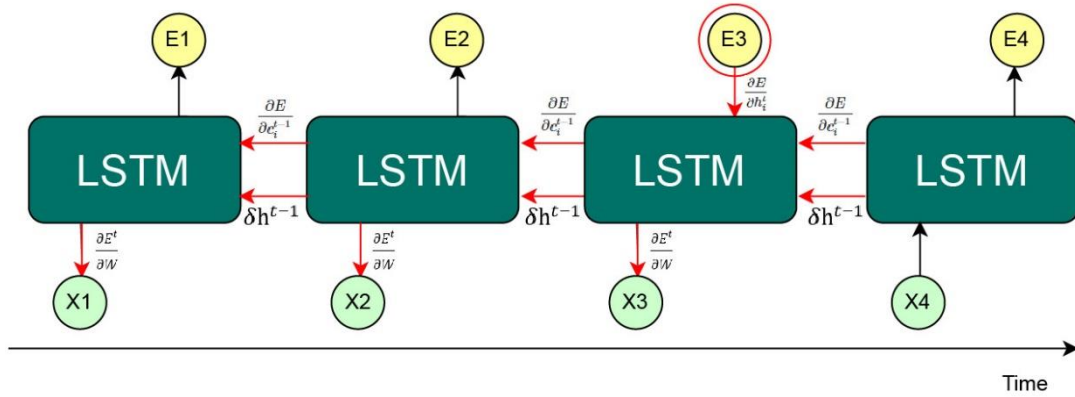 E1 E2 E3 E4
∂E/∂h_i^t
∂E/∂c_i^{t-1} ∂E/∂c_i^{t-1} ∂E/∂c_i^{t-1}
LSTM LSTM LSTM LSTM
δh^{t-1} δh^{t-1} δh^{t-1}
∂E^t/∂W ∂E^t/∂W ∂E^t/∂W
X1 X2 X3 X4
Time